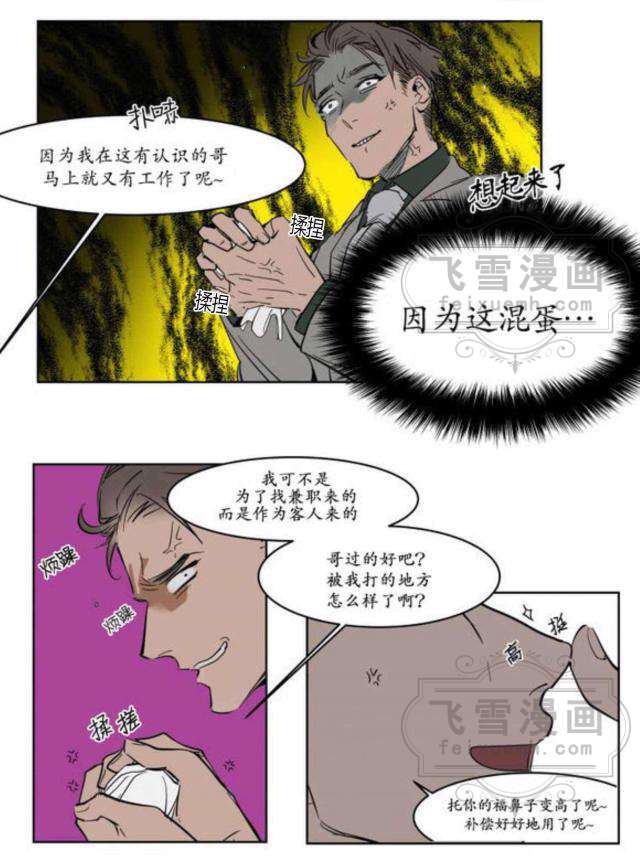 扑哧
因为我在这有认识的哥
马上就又有工作了呢~
揉捏
揉捏
想起来了
飞雪漫画
feixuemh.com
因为这混蛋…
我可不是
为了找兼职来的
而是作为客人来的
烦躁
烦躁
揉搓
哥过的好吧?
被我打的地方
怎么样了啊?
高挺
飞雪漫画
feixuemh.com
托你的福鼻子变高了呢~
补偿好好地用了呢~